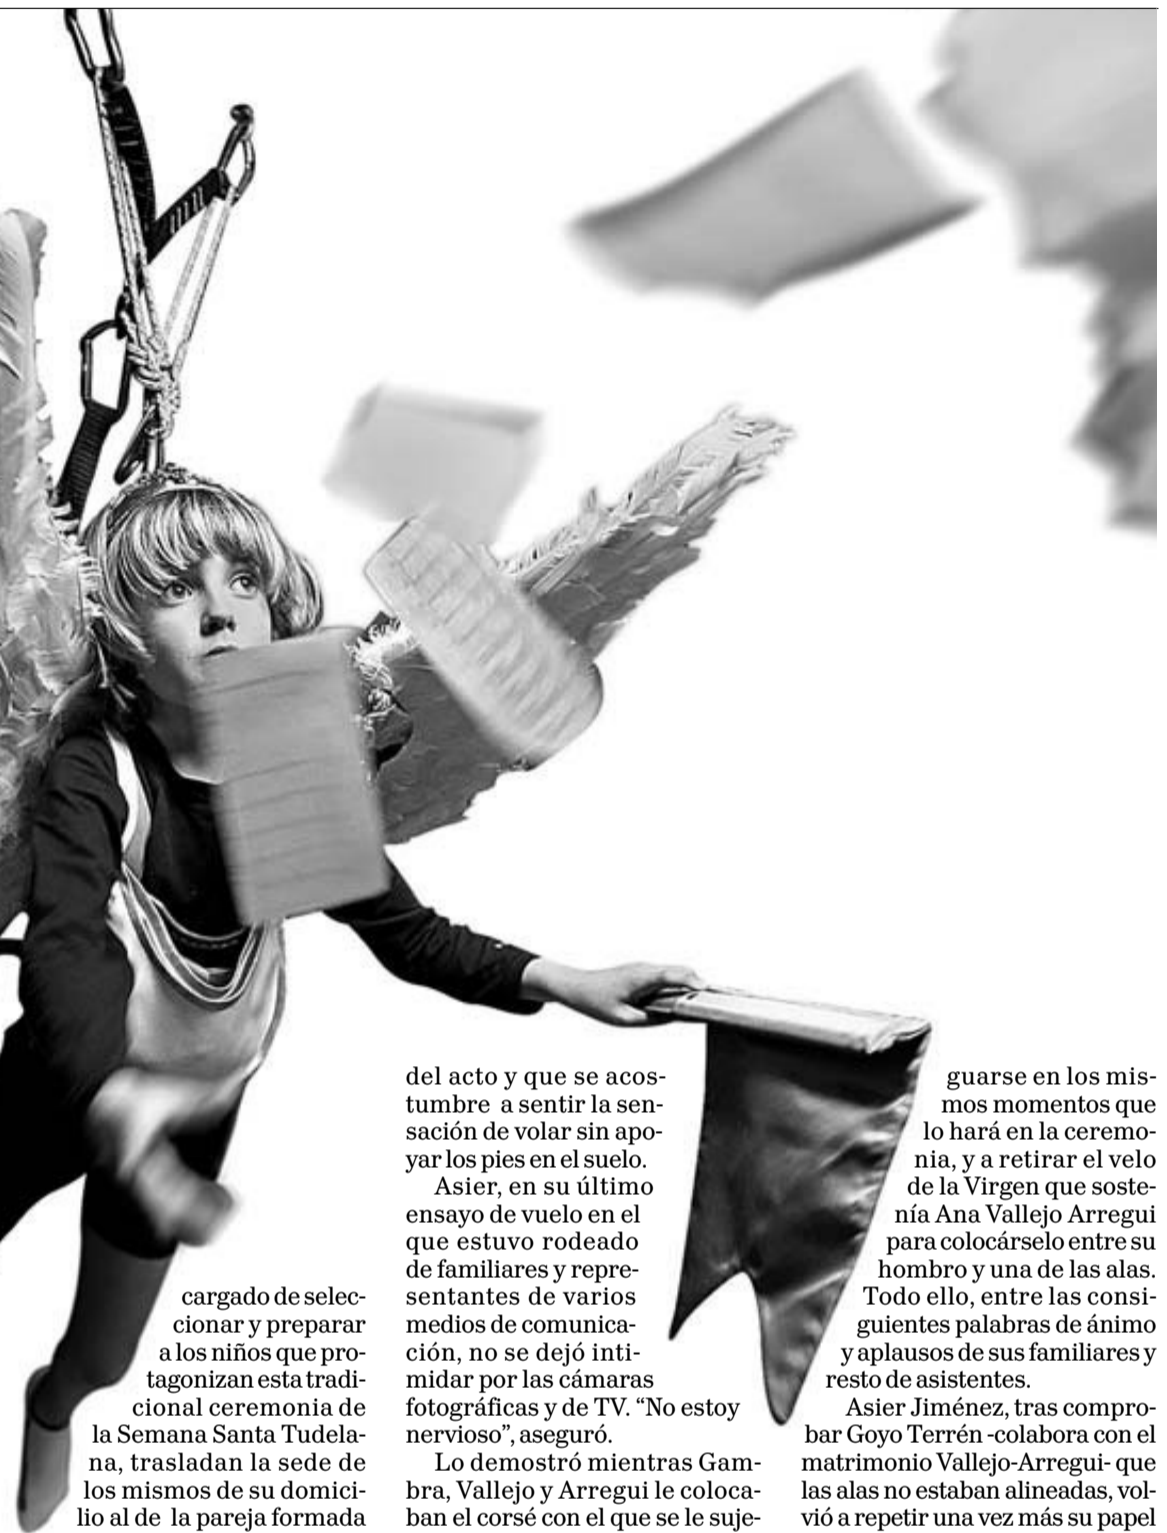 cargado de selec-
cionar y preparar
a los niños que pro-
tagonizan esta tradi-
cional ceremonia de
la Semana Santa Tudela-
na, trasladan la sede de
los mismos de su domici-
lio al de la pareja formada
del acto y que se acos-
tumbre a sentir la sen-
sación de volar sin apo-
yar los pies en el suelo.
Asier, en su último
ensayo de vuelo en el
que estuvo rodeado
de familiares y repre-
sentantes de varios
medios de comunica-
ción, no se dejó inti-
midar por las cámaras
fotográficas y de TV. “No estoy
nervioso”, aseguró.
Lo demostró mientras Gam-
bra, Vallejo y Arregui le coloca-
ban el corsé con el que se le suje-
guarse en los mis-
mos momentos que
lo hará en la ceremo-
nia, y a retirar el velo
de la Virgen que soste-
nía Ana Vallejo Arregui
para colocárselo entre su
hombro y una de las alas.
Todo ello, entre las consi-
guientes palabras de ánimo
y aplausos de sus familiares y
resto de asistentes.
Asier Jiménez, tras compro-
bar Goyo Terrén -colabora con el
matrimonio Vallejo-Arregui- que
las alas no estaban alineadas, vol-
vió a repetir una vez más su papel